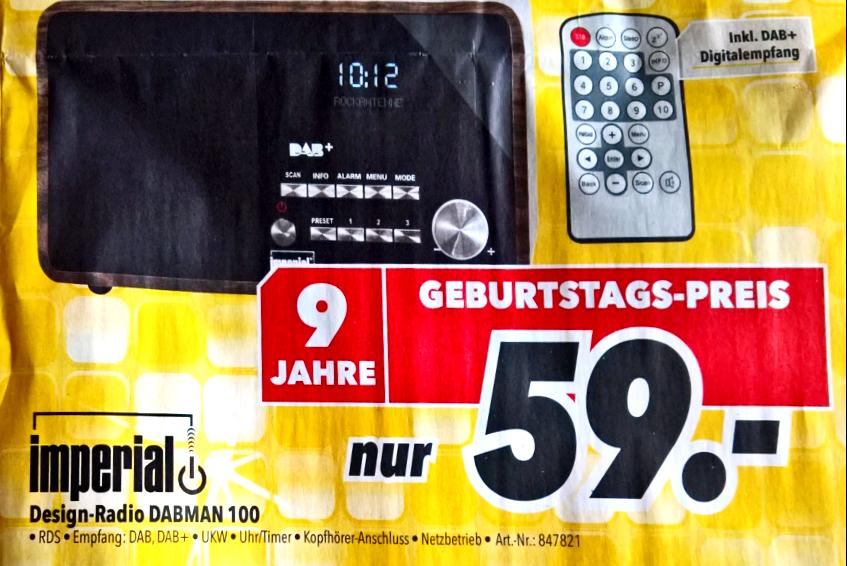 10:12
ROCKANTENNE
DAB+
SCAN INFO ALARM MENU MODE
PRESET 1 2 3
- +
imperial
Alarm Sleep
1 2 3 INFO
4 5 6 P
7 8 9 10
+ Menu
Enter
Back - Scan
Inkl. DAB+
Digitalempfang
9
JAHRE
GEBURTSTAGS-PREIS
nur 59.-
imperial
Design-Radio DABMAN 100
• RDS • Empfang: DAB, DAB+ • UKW • Uhr/Timer • Kopfhörer-Anschluss • Netzbetrieb • Art.-Nr.: 847821